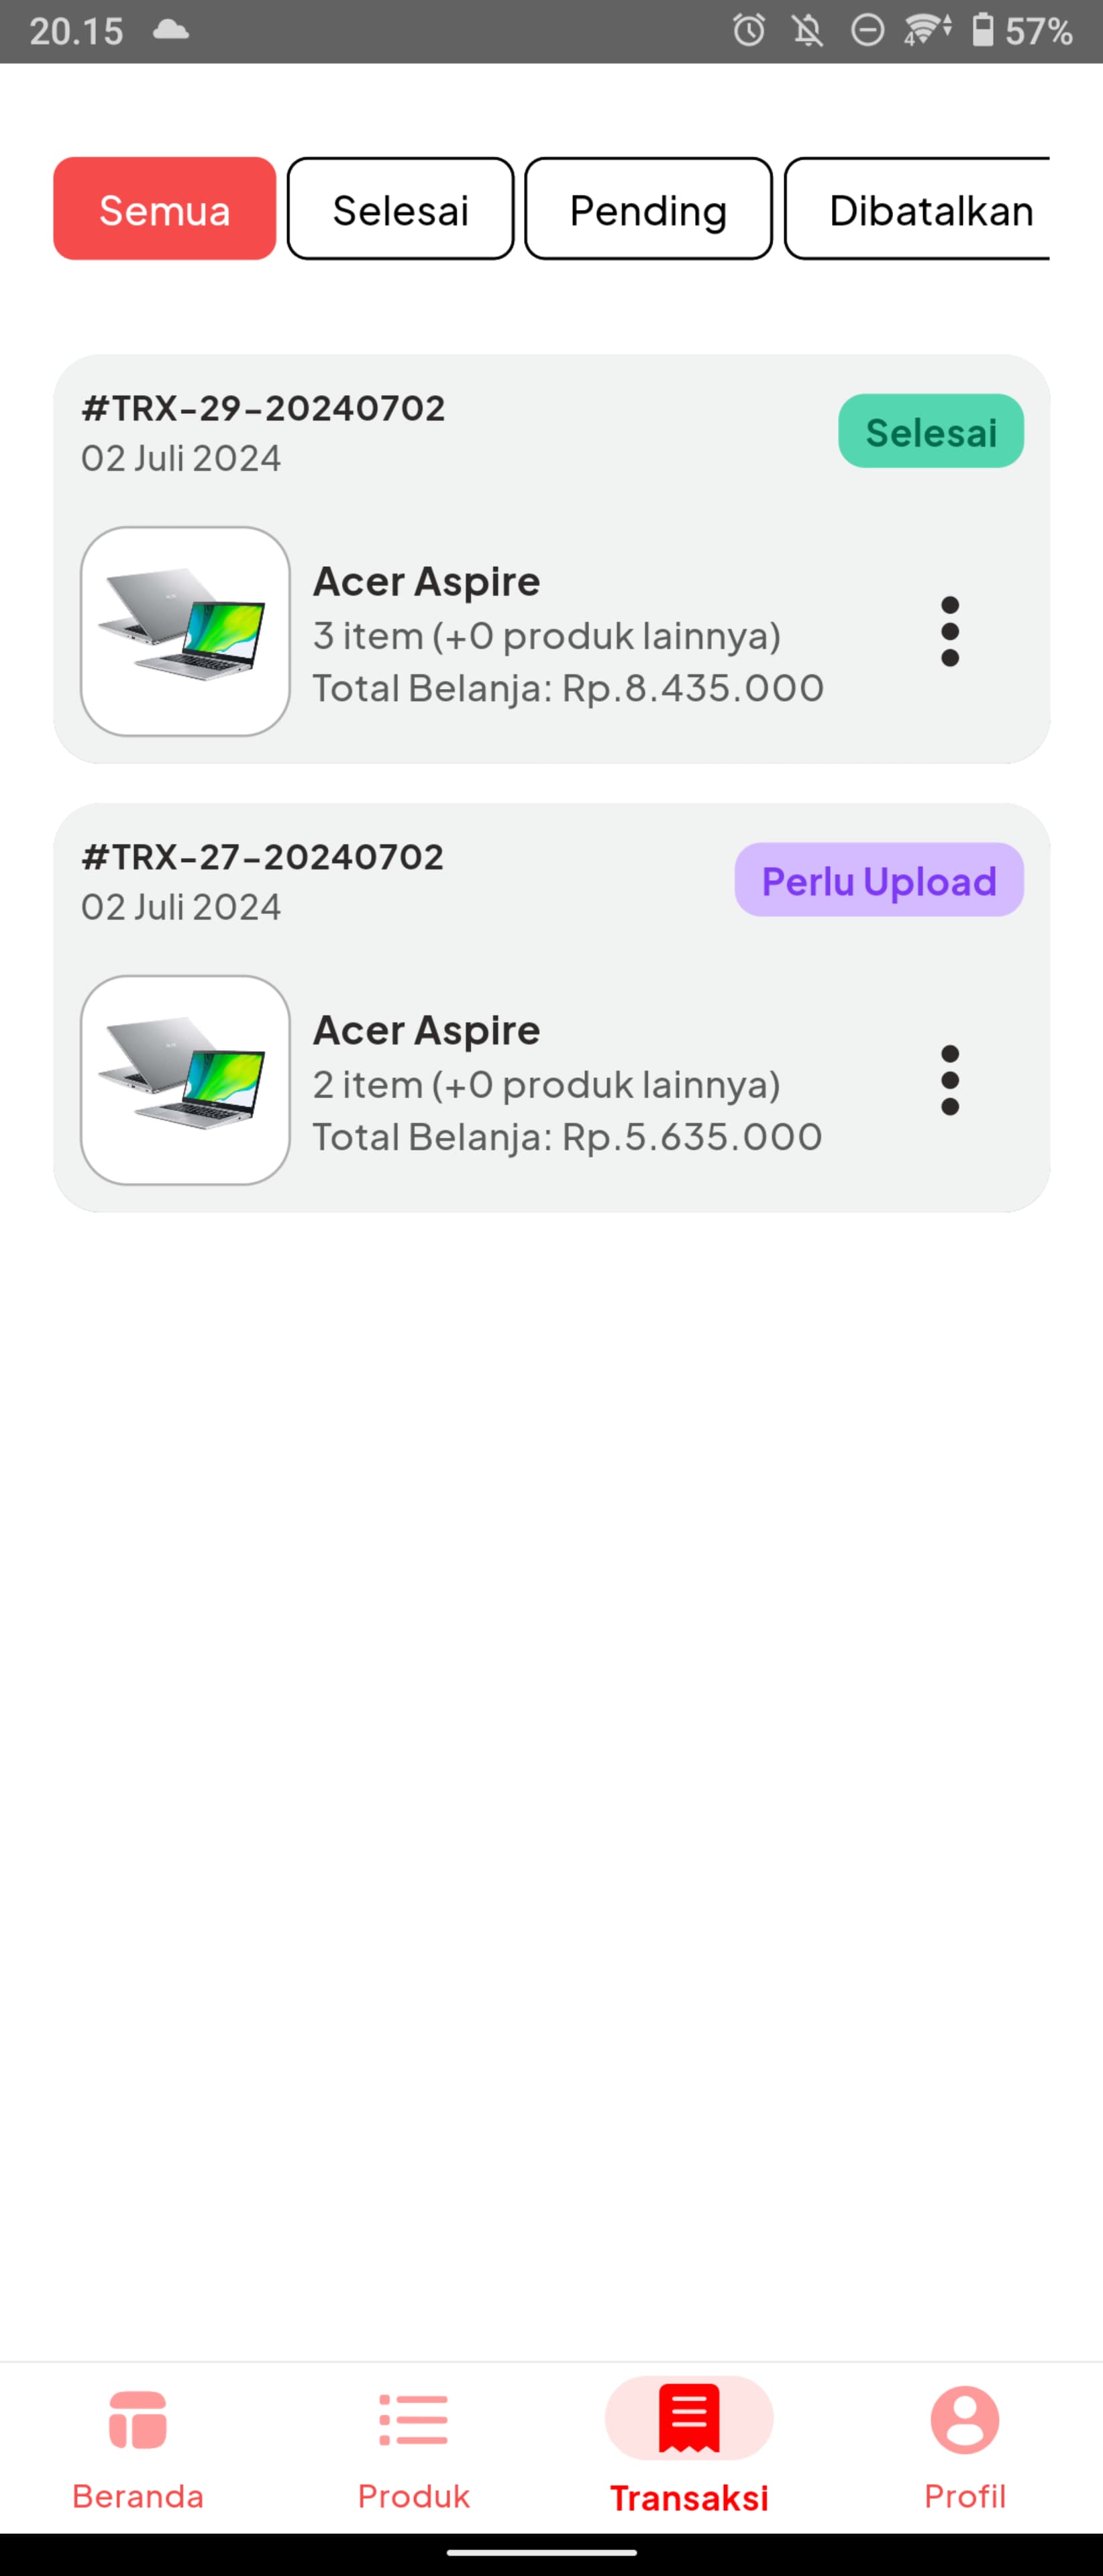 20.15 57%
Semua Selesai Pending Dibatalkan
#TRX-29-20240702 Selesai
02 Juli 2024
Acer Aspire
3 item (+0 produk lainnya)
Total Belanja: Rp.8.435.000
#TRX-27-20240702 Perlu Upload
02 Juli 2024
Acer Aspire
2 item (+0 produk lainnya)
Total Belanja: Rp.5.635.000
Beranda Produk Transaksi Profil